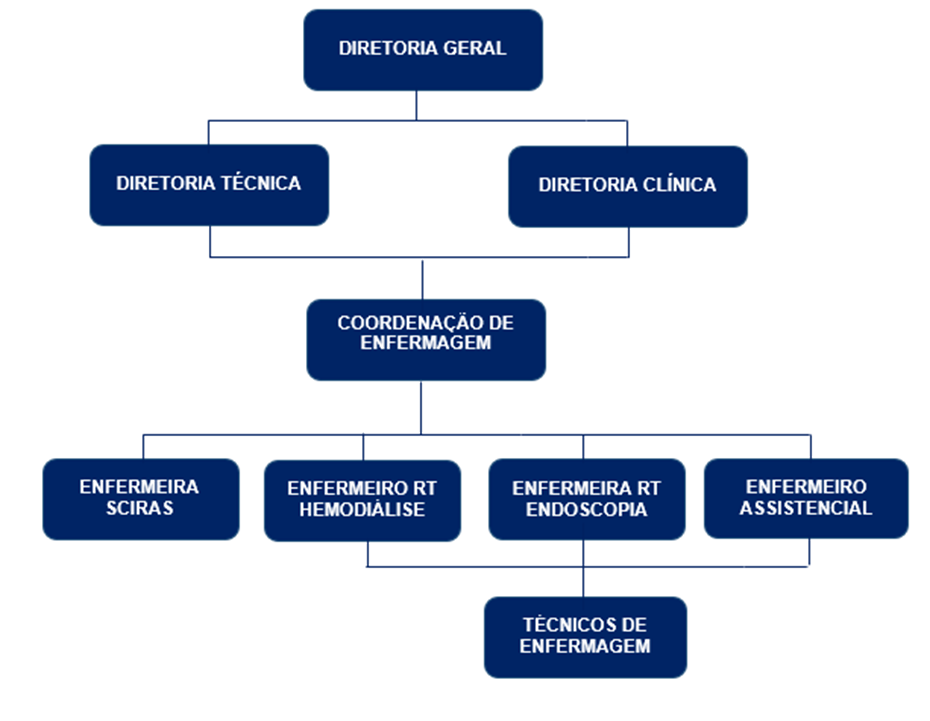 DIRETORIA GERAL
DIRETORIA TÉCNICA
DIRETORIA CLÍNICA
COORDENAÇÃO DE
ENFERMAGEM
ENFERMEIRA
SCIRAS
ENFERMEIRO RT
HEMODIÁLISE
ENFERMEIRA RT
ENDOSCOPIA
ENFERMEIRO
ASSISTENCIAL
TÉCNICOS DE
ENFERMAGEM